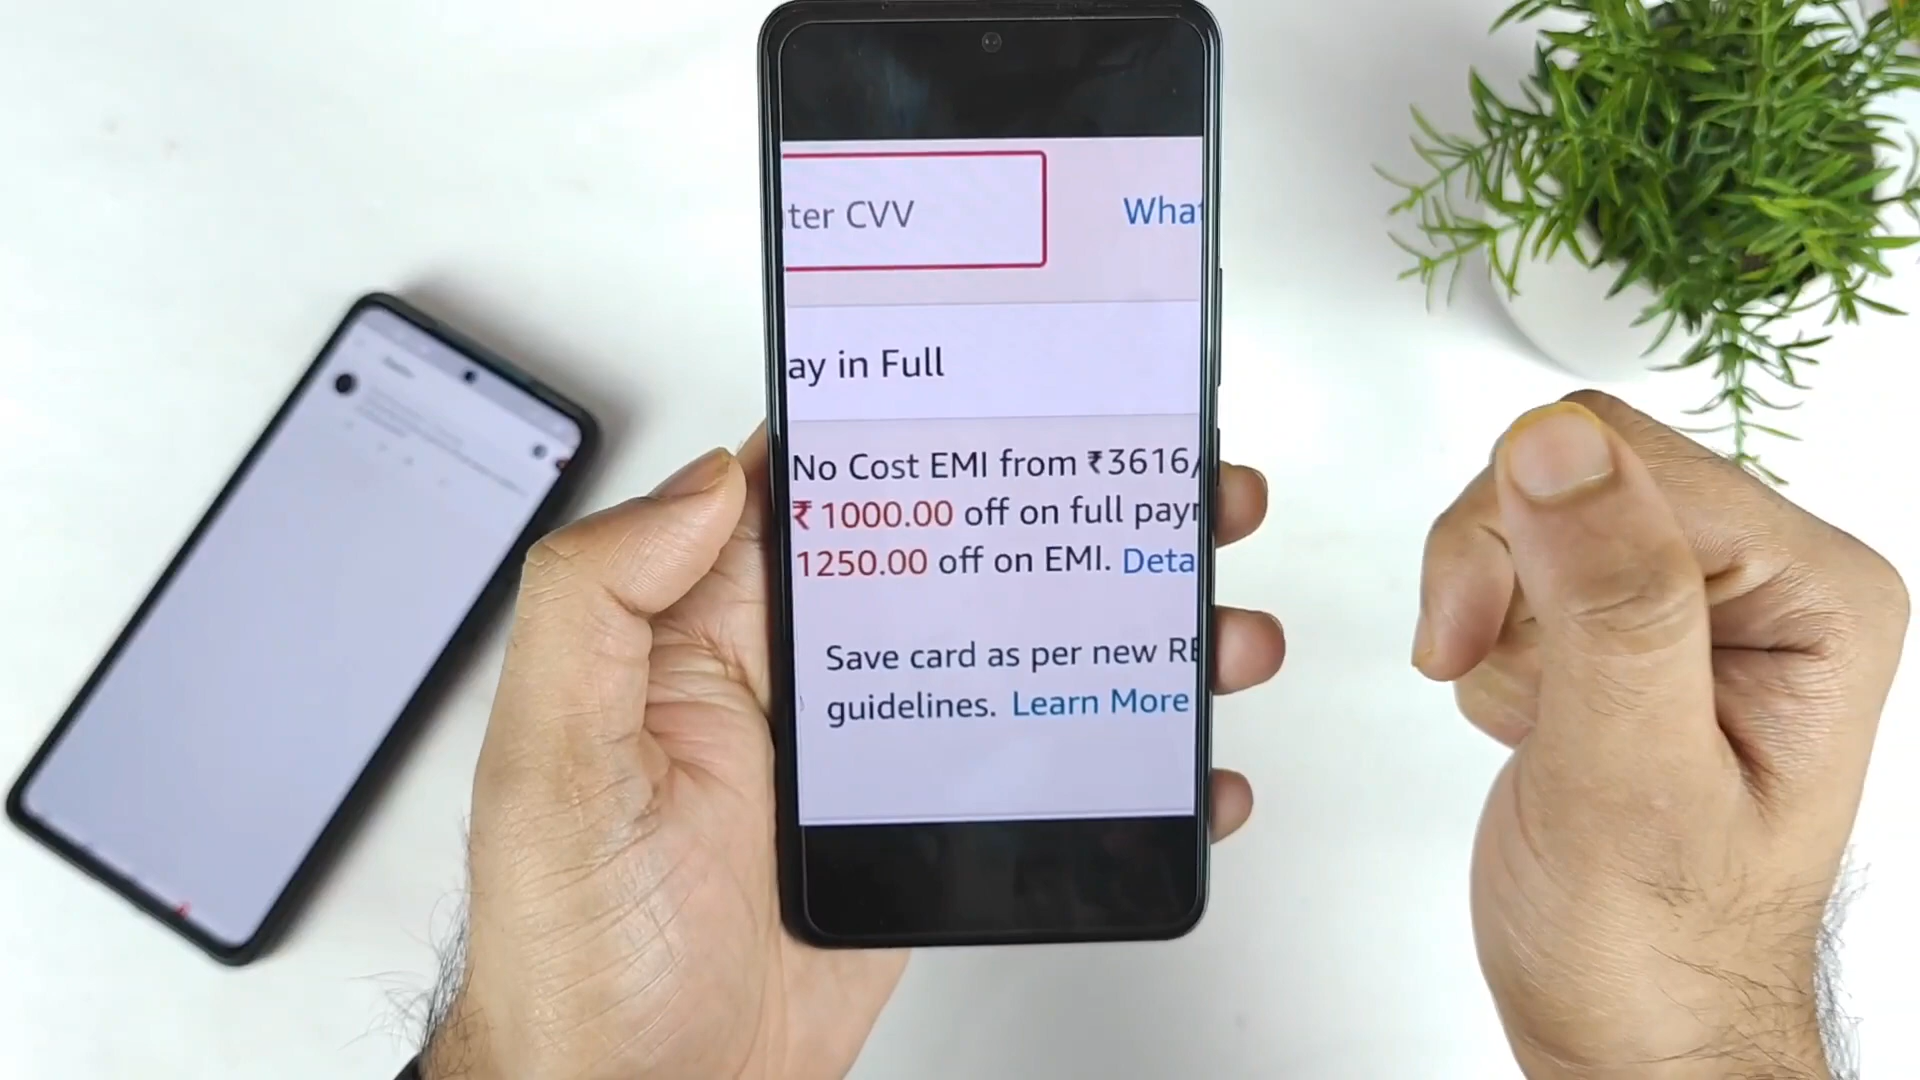 ter CVV
What
ay in Full
No Cost EMI from ₹3616/
₹ 1000.00 off on full payr
1250.00 off on EMI. Deta
Save card as per new RB
guidelines. Learn More